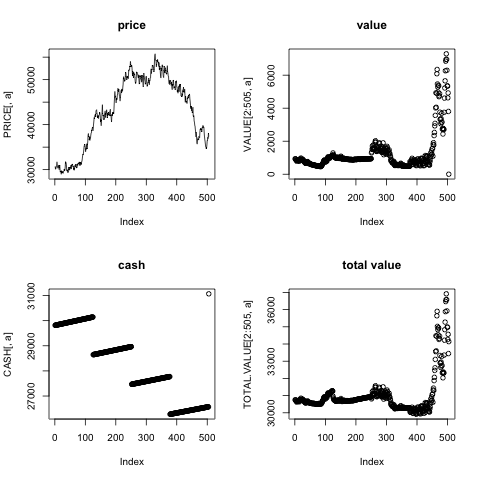 price
PRICE[, a]
30000 40000 50000
0 100 200 300 400 500
Index
value
VALUE[2:505, a]
0 2000 4000 6000
0 100 200 300 400 500
Index
cash
CASH[, a]
27000 29000 31000
0 100 200 300 400 500
Index
total value
TOTAL.VALUE[2:505, a]
30000 33000 36000
0 100 200 300 400 500
Index